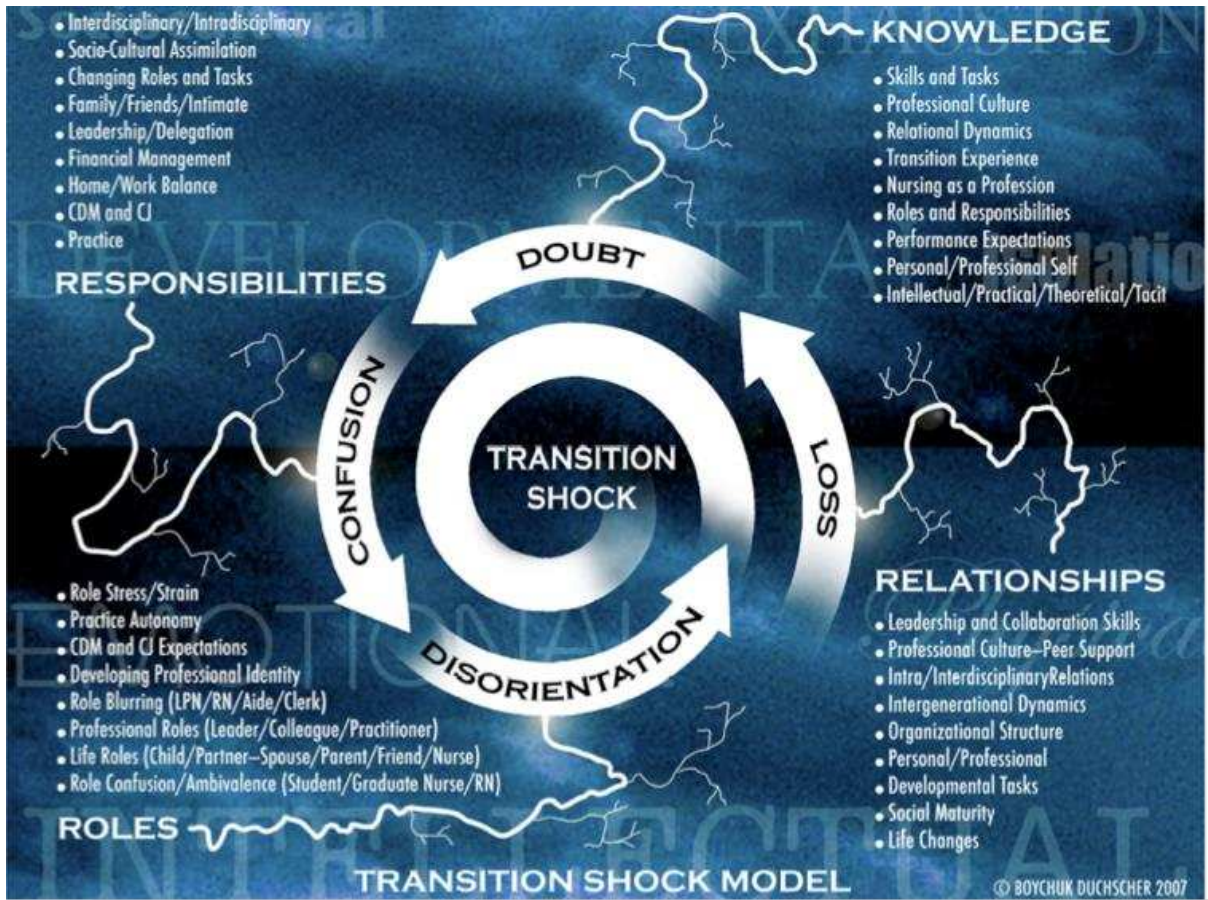 • Interdisciplinary/Intradisciplinary
• Socio-Cultural Assimilation
• Changing Roles and Tasks
• Family/Friends/Intimate
• Leadership/Delegation
• Financial Management
• Home/Work Balance
• CDM and CJ
• Practice
RESPONSIBILITIES
KNOWLEDGE
• Skills and Tasks
• Professional Culture
• Relational Dynamics
• Transition Experience
• Nursing as a Profession
• Roles and Responsibilities
• Performance Expectations
• Personal/Professional Self
• Intellectual/Practical/Theoretical/Tacit
DEVELOPMENTAL
DOUBT
CONFUSION
TRANSITION
SHOCK
LOSS
DISORIENTATION
EMOTIONAL
• Role Stress/Strain
• Practice Autonomy
• CDM and CJ Expectations
• Developing Professional Identity
• Role Blurring (LPN/RN/Aide/Clerk)
• Professional Roles (Leader/Colleague/Practitioner)
• Life Roles (Child/Partner–Spouse/Parent/Friend/Nurse)
• Role Confusion/Ambivalence (Student/Graduate Nurse/RN)
ROLES
RELATIONSHIPS
• Leadership and Collaboration Skills
• Professional Culture–Peer Support
• Intra/InterdisciplinaryRelations
• Intergenerational Dynamics
• Organizational Structure
• Personal/Professional
• Developmental Tasks
• Social Maturity
• Life Changes
INTELLECTUAL
TRANSITION SHOCK MODEL
© BOYCHUK DUCHSCHER 2007